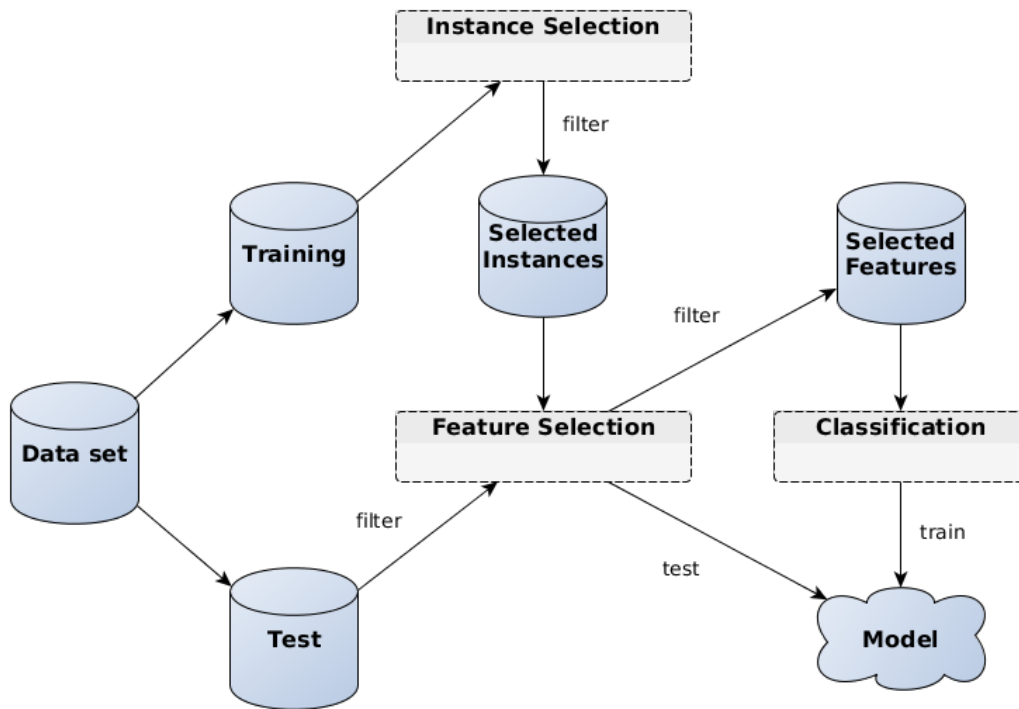 Instance Selection
filter
Training
Selected
Instances
Selected
Features
filter
Data set
Feature Selection
Classification
filter
train
test
Test
Model